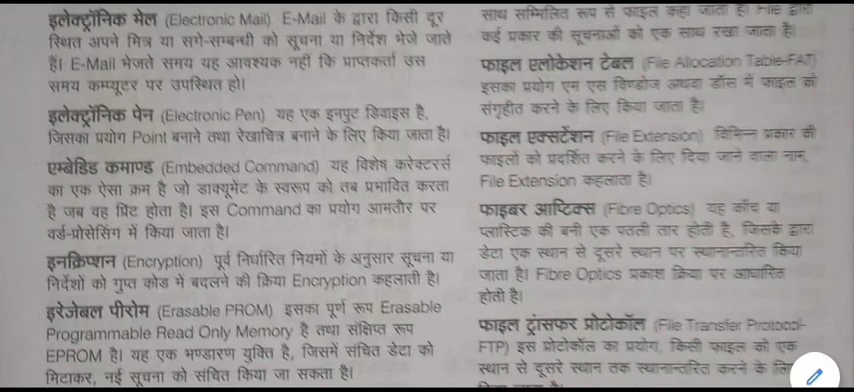 इलेक्ट्रॉनिक मेल (Electronic Mail) E-Mail के द्वारा किसी दूर
स्थित अपने मित्र या सगे-सम्बन्धी को सूचना या निर्देश भेजे जाते
हैं। E-Mail भेजते समय यह आवश्यक नहीं कि प्राप्तकर्ता उस
समय कम्प्यूटर पर उपस्थित हो।
इलेक्ट्रॉनिक पेन (Electronic Pen) यह एक इनपुट डिवाइस है,
जिसका प्रयोग Point बनाने तथा रेखाचित्र बनाने के लिए किया जाता है।
एम्बेडिड कमाण्ड (Embedded Command) यह विशेष करेक्टर्स
का एक ऐसा क्रम है जो डाक्यूमेंट के स्वरूप को तब प्रभावित करता
है जब वह प्रिंट होता है। इस Command का प्रयोग आमतौर पर
वर्ड-प्रोसेसिंग में किया जाता है।
इनक्रिप्शन (Encryption) पूर्व निर्धारित नियमों के अनुसार सूचना या
निर्देशों को गुप्त कोड में बदलने की क्रिया Encryption कहलाती है।
इरेजेबल पीरोम (Erasable PROM) इसका पूर्ण रूप Erasable
Programmable Read Only Memory है तथा संक्षिप्त रूप
EPROM है। यह एक भण्डारण युक्ति है, जिसमें संचित डेटा को
मिटाकर, नई सूचना को संचित किया जा सकता है।
साथ सम्मिलित रूप से फाइल कहा जाता है। File द्वारा
कई प्रकार की सूचनाओं को एक साथ रखा जाता है।
फाइल एलोकेशन टेबल (File Allocation Table-FAT)
इसका प्रयोग एम एस विण्डोज अथवा डॉस में फाइल को
संगृहीत करने के लिए किया जाता है।
फाइल एक्सटेंशन (File Extension) विभिन्न प्रकार की
फाइलों को प्रदर्शित करने के लिए दिया जाने वाला नाम,
File Extension कहलाता है।
फाइबर आप्टिक्स (Fibre Optics) यह काँच या
प्लास्टिक की बनी एक पतली तार होती है, जिसके द्वारा
डेटा एक स्थान से दूसरे स्थान पर स्थानान्तरित किया
जाता है। Fibre Optics प्रकाश क्रिया पर आधारित
होती है।
फाइल ट्रांसफर प्रोटोकॉल (File Transfer Protocol-
FTP) इस प्रोटोकॉल का प्रयोग, किसी फाइल को एक
स्थान से दूसरे स्थान तक स्थानान्तरित करने के